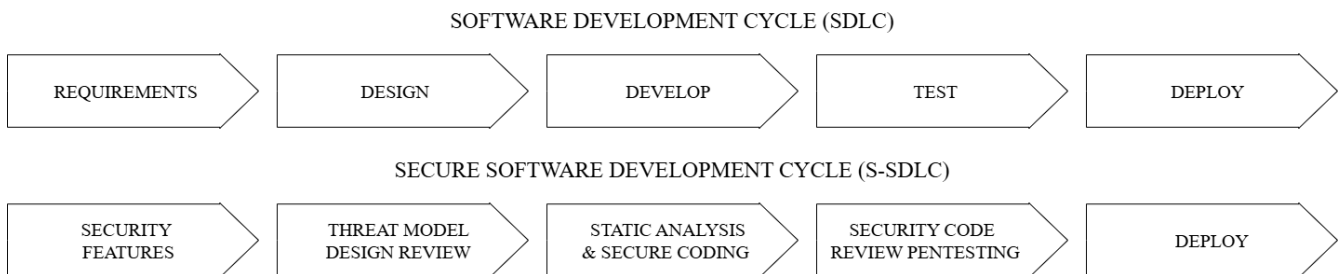 SOFTWARE DEVELOPMENT CYCLE (SDLC)
REQUIREMENTS
DESIGN
DEVELOP
TEST
DEPLOY
SECURE SOFTWARE DEVELOPMENT CYCLE (S-SDLC)
SECURITY
FEATURES
THREAT MODEL
DESIGN REVIEW
STATIC ANALYSIS
& SECURE CODING
SECURITY CODE
REVIEW PENTESTING
DEPLOY